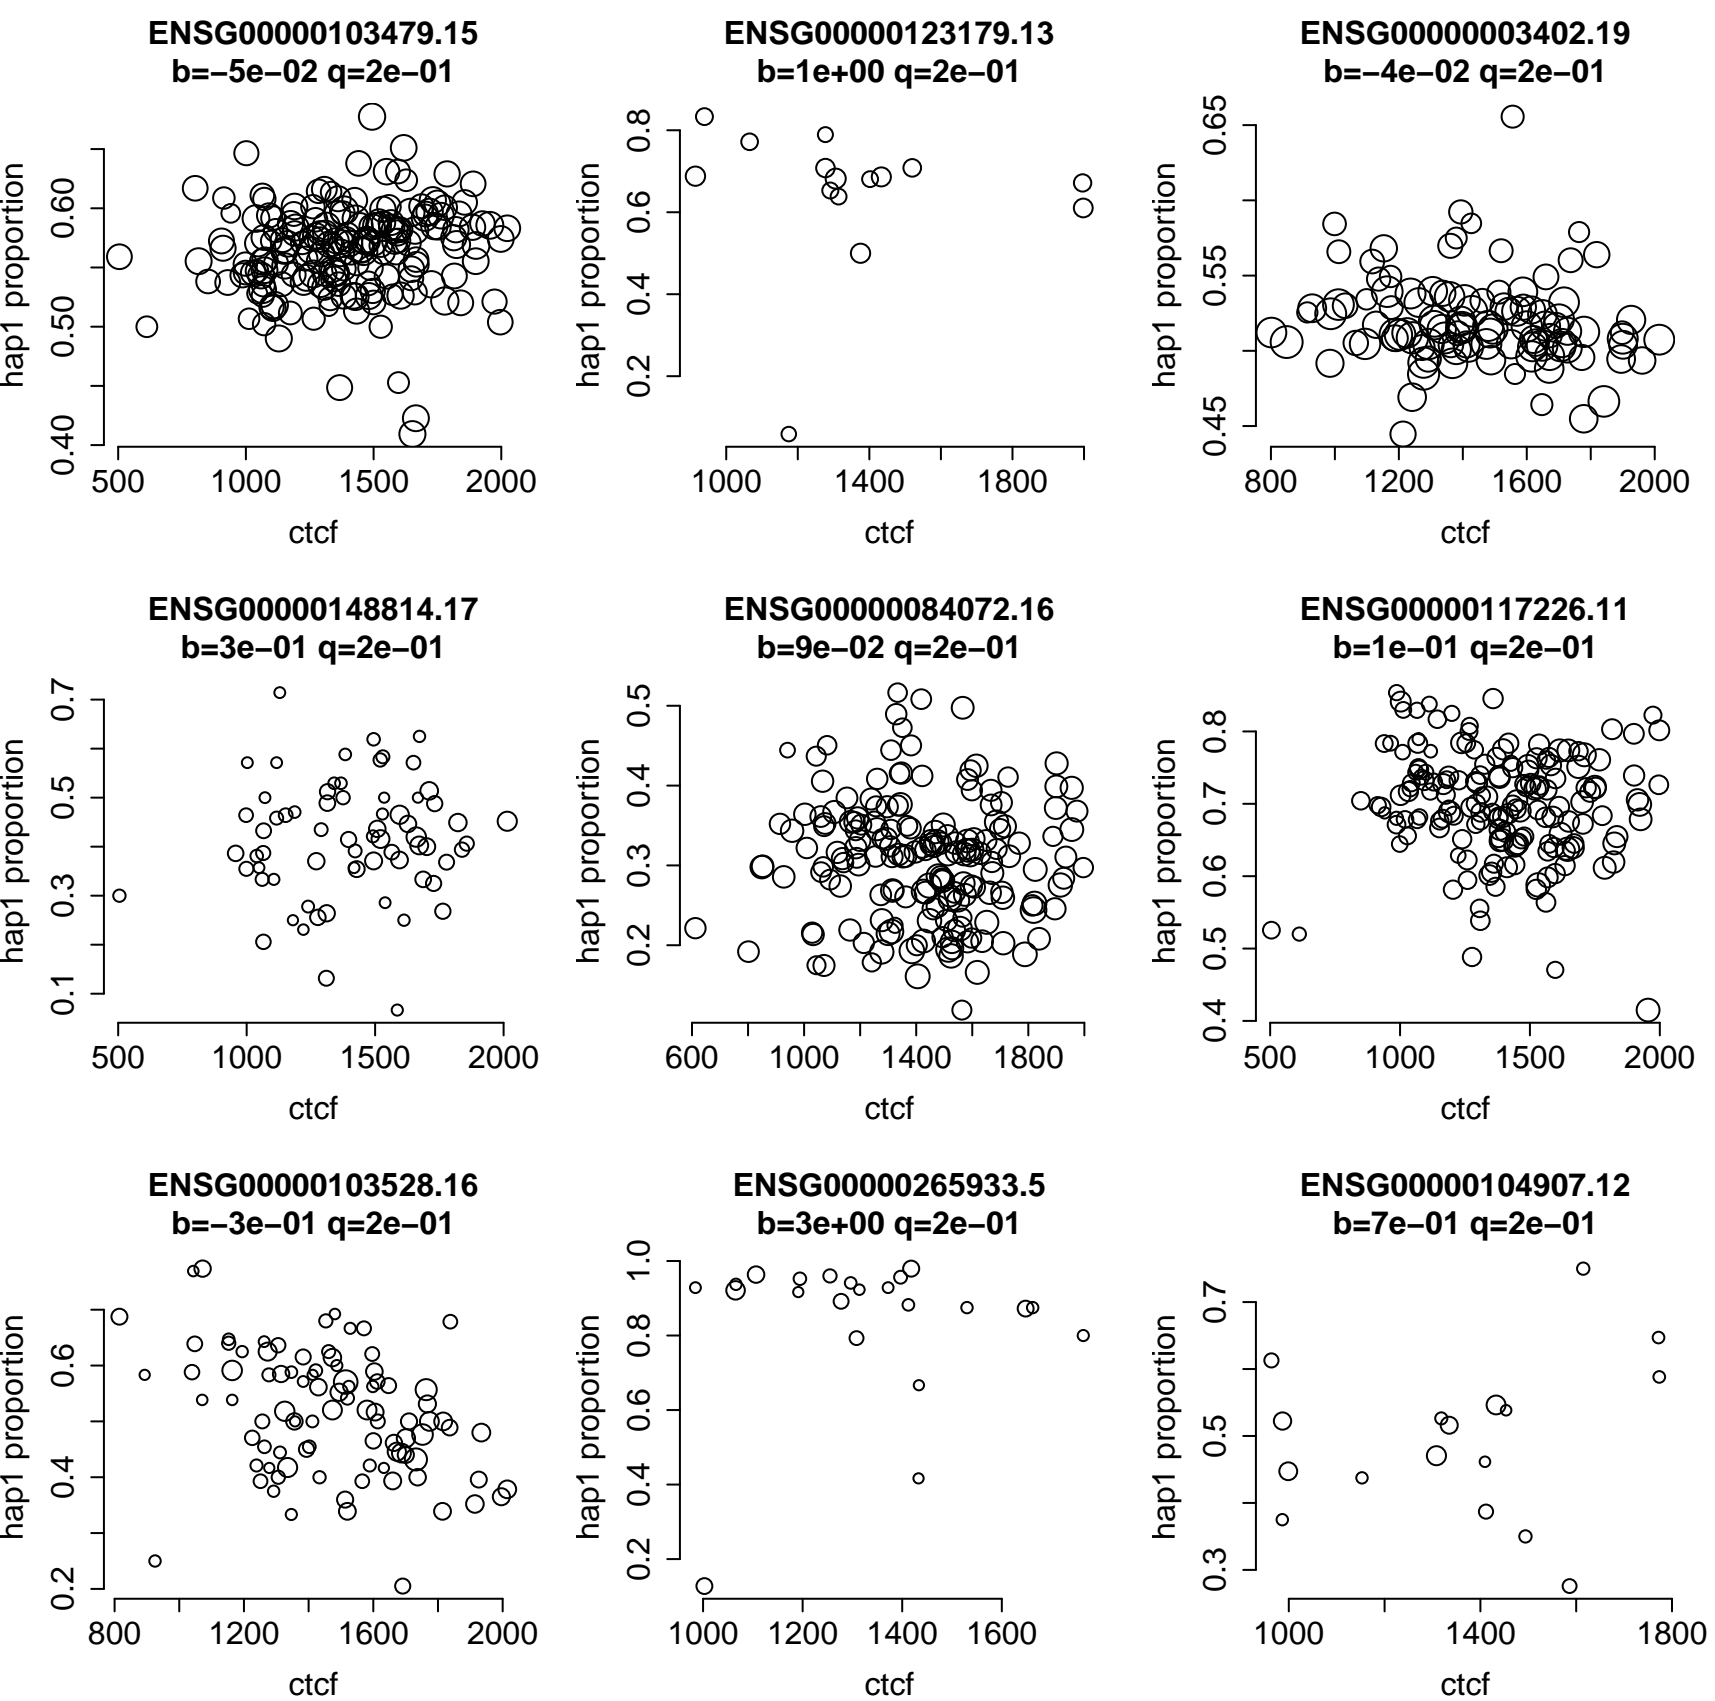 ENSG00000103479.15
b=−5e−02 q=2e−01
hap1 proportion
0.40 0.50 0.60
500 1000 1500 2000
ctcf
ENSG00000123179.13
b=1e+00 q=2e−01
hap1 proportion
0.2 0.4 0.6 0.8
1000 1400 1800
ctcf
ENSG00000003402.19
b=−4e−02 q=2e−01
hap1 proportion
0.45 0.55 0.65
800 1200 1600 2000
ctcf
ENSG00000148814.17
b=3e−01 q=2e−01
hap1 proportion
0.1 0.3 0.5 0.7
500 1000 1500 2000
ctcf
ENSG00000084072.16
b=9e−02 q=2e−01
hap1 proportion
0.2 0.3 0.4 0.5
600 1000 1400 1800
ctcf
ENSG00000117226.11
b=1e−01 q=2e−01
hap1 proportion
0.4 0.5 0.6 0.7 0.8
500 1000 1500 2000
ctcf
ENSG00000103528.16
b=−3e−01 q=2e−01
hap1 proportion
0.2 0.4 0.6
800 1200 1600 2000
ctcf
ENSG00000265933.5
b=3e+00 q=2e−01
hap1 proportion
0.2 0.4 0.6 0.8 1.0
1000 1200 1400 1600
ctcf
ENSG00000104907.12
b=7e−01 q=2e−01
hap1 proportion
0.3 0.5 0.7
1000 1400 1800
ctcf